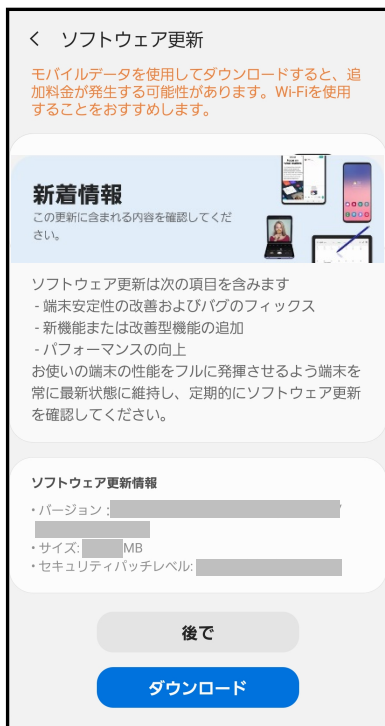 ソフトウェア更新
モバイルデータを使用してダウンロードすると、追
加料金が発生する可能性があります。Wi-Fiを使用
することをおすすめします。
新着情報
この更新に含まれる内容を確認してくだ
さい。
ソフトウェア更新は次の項目を含みます
- 端末安定性の改善およびバグのフィックス
- 新機能または改善型機能の追加
- パフォーマンスの向上
お使いの端末の性能をフルに発揮させるよう端末を
常に最新状態に維持し、定期的にソフトウェア更新
を確認してください。
ソフトウェア更新情報
・バージョン : /
・サイズ: MB
・セキュリティパッチレベル:
後で
ダウンロード